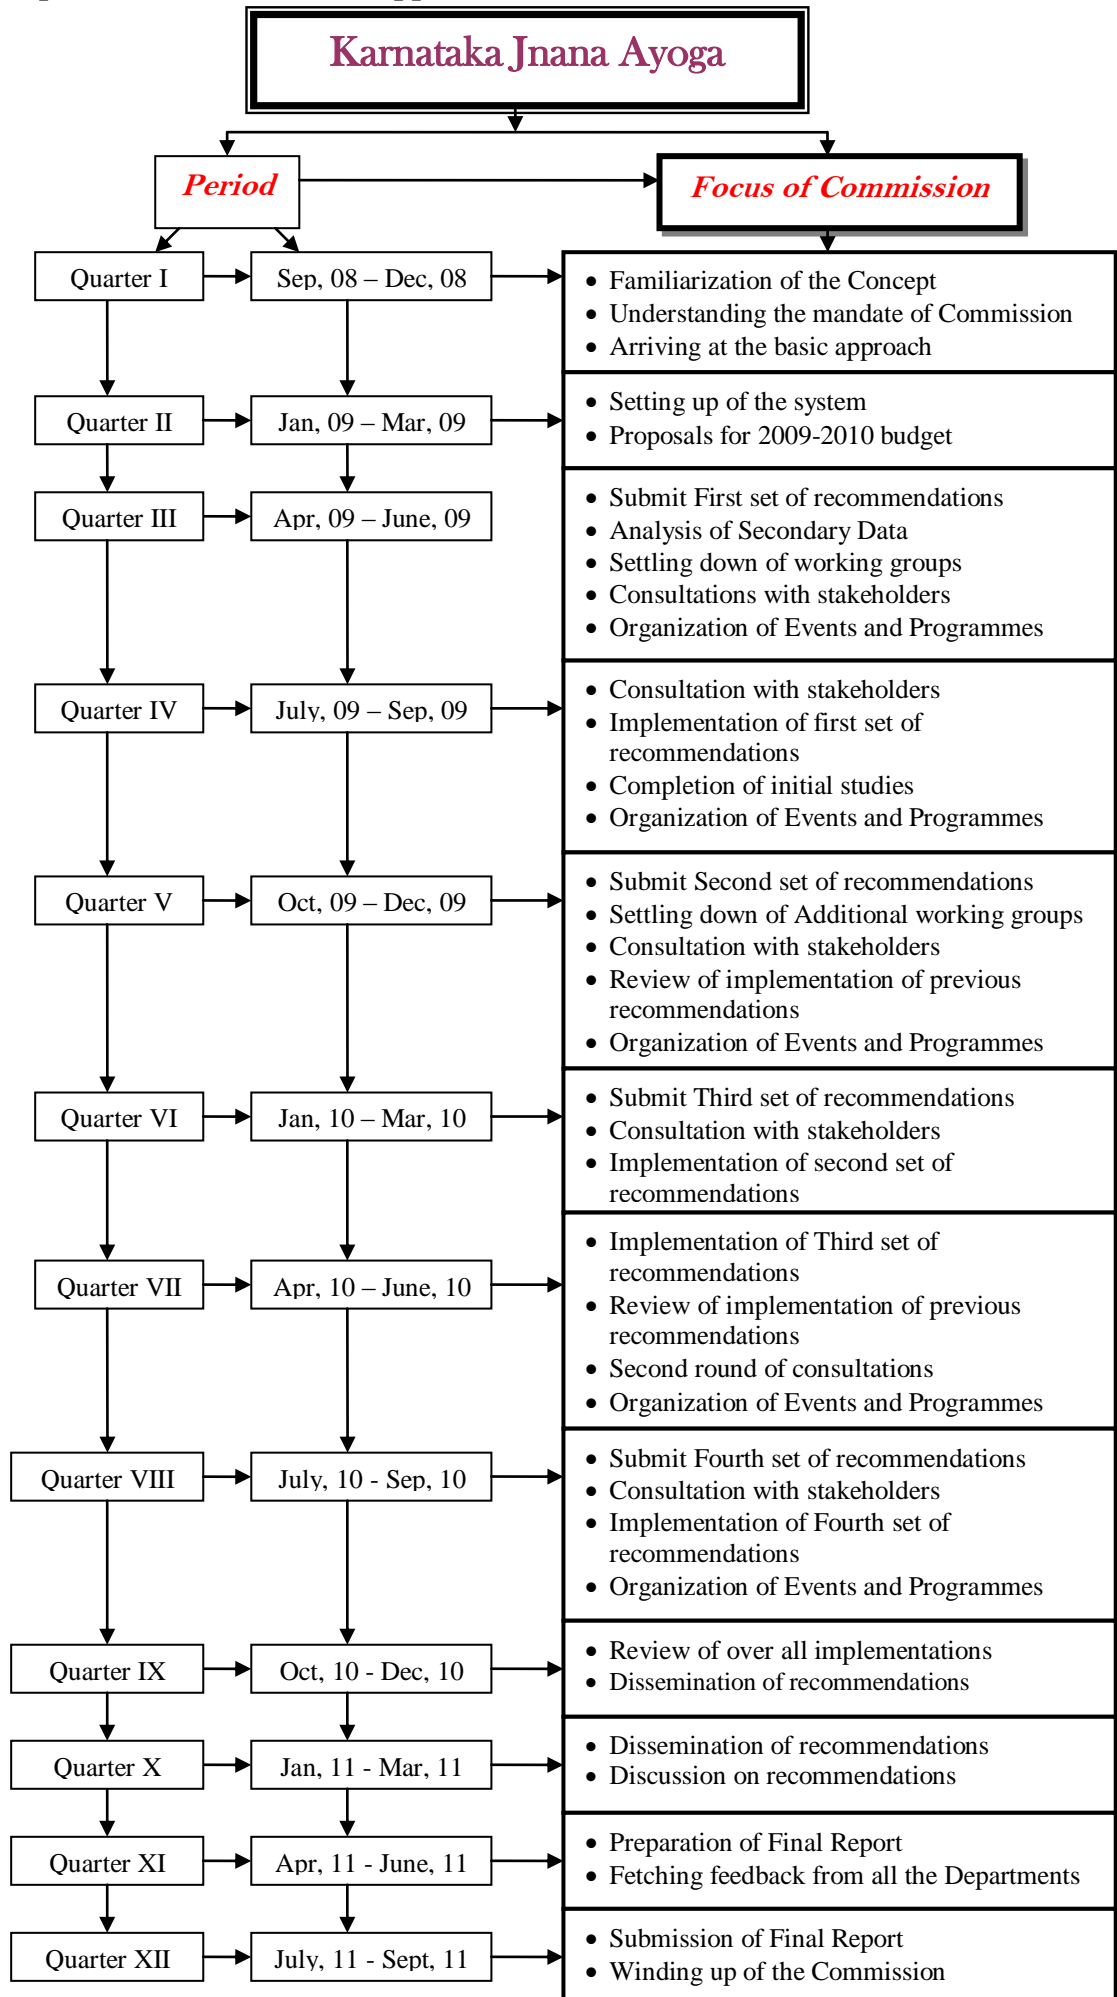 Karnataka Jnana Ayoga
Period
Focus of Commission
Quarter I
Sep, 08 – Dec, 08
• Familiarization of the Concept
• Understanding the mandate of Commission
• Arriving at the basic approach
Quarter II
Jan, 09 – Mar, 09
• Setting up of the system
• Proposals for 2009-2010 budget
Quarter III
Apr, 09 – June, 09
• Submit First set of recommendations
• Analysis of Secondary Data
• Settling down of working groups
• Consultations with stakeholders
• Organization of Events and Programmes
Quarter IV
July, 09 – Sep, 09
• Consultation with stakeholders
• Implementation of first set of
recommendations
• Completion of initial studies
• Organization of Events and Programmes
Quarter V
Oct, 09 – Dec, 09
• Submit Second set of recommendations
• Settling down of Additional working groups
• Consultation with stakeholders
• Review of implementation of previous
recommendations
• Organization of Events and Programmes
Quarter VI
Jan, 10 – Mar, 10
• Submit Third set of recommendations
• Consultation with stakeholders
• Implementation of second set of
recommendations
Quarter VII
Apr, 10 – June, 10
• Implementation of Third set of
recommendations
• Review of implementation of previous
recommendations
• Second round of consultations
• Organization of Events and Programmes
Quarter VIII
July, 10 - Sep, 10
• Submit Fourth set of recommendations
• Consultation with stakeholders
• Implementation of Fourth set of
recommendations
• Organization of Events and Programmes
Quarter IX
Oct, 10 - Dec, 10
• Review of over all implementations
• Dissemination of recommendations
Quarter X
Jan, 11 - Mar, 11
• Dissemination of recommendations
• Discussion on recommendations
Quarter XI
Apr, 11 - June, 11
• Preparation of Final Report
• Fetching feedback from all the Departments
Quarter XII
July, 11 - Sept, 11
• Submission of Final Report
• Winding up of the Commission